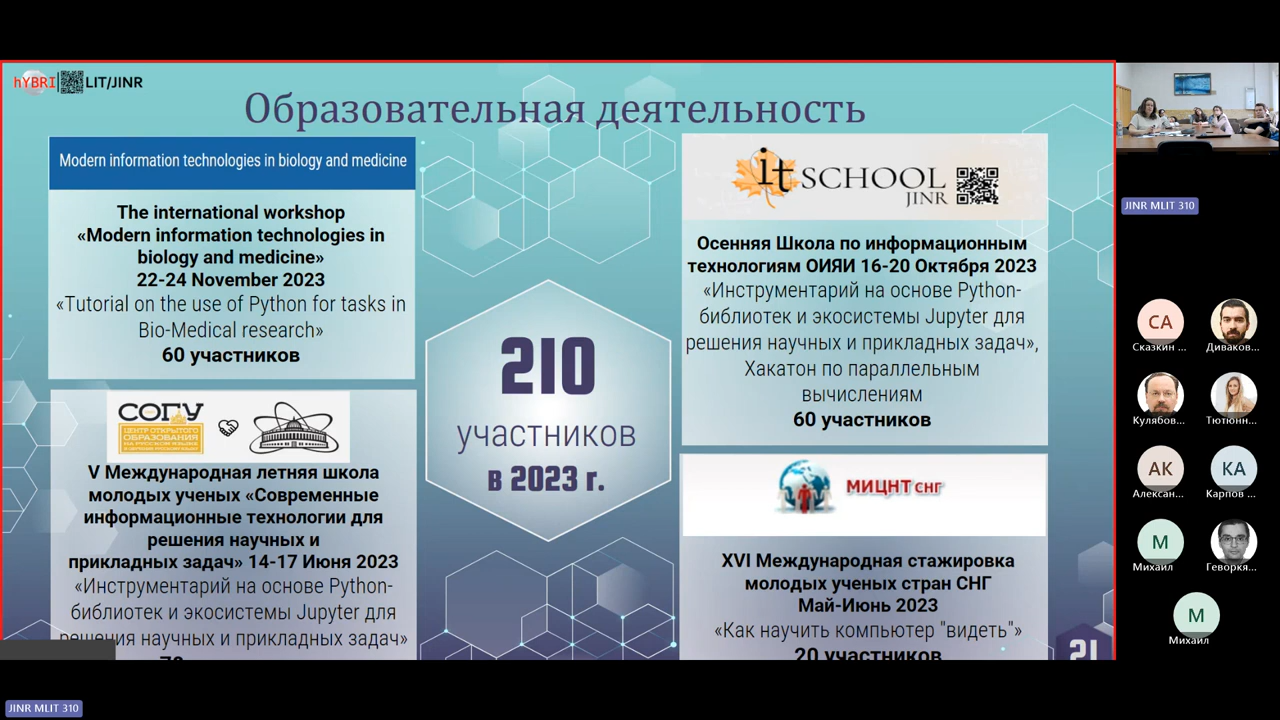 hYBRI LIT/JINR
Образовательная деятельность
Modern information technologies in biology and medicine
The international workshop
«Modern information technologies in
biology and medicine»
22-24 November 2023
«Tutorial on the use of Python for tasks in
Bio-Medical research»
60 участников
СОГУ
ЦЕНТР ОТКРЫТОГО
ОБРАЗОВАНИЯ
НА РУССКОМ ЯЗЫКЕ
V Международная летняя школа
молодых ученых «Современные
информационные технологии для
решения научных и
прикладных задач» 14-17 Июня 2023
«Инструментарий на основе Python-
библиотек и экосистемы Jupyter для
решения научных и прикладных задач»
210
участников
в 2023 г.
it SCHOOL
JINR
Осенняя Школа по информационным
технологиям ОИЯИ 16-20 Октября 2023
«Инструментарий на основе Python-
библиотек и экосистемы Jupyter для
решения научных и прикладных задач»,
Хакатон по параллельным
вычислениям
60 участников
МИЦНТ СНГ
XVI Международная стажировка
молодых ученых стран СНГ
Май-Июнь 2023
«Как научить компьютер "видеть"»
20 участников
21
JINR MLIT 310
СА
Сказкин ...
Диваков...
Кулябов...
Тютюнн...
АК
Алексан...
КА
Карпов ...
М
Михаил
Геворкя...
М
Михаил
JINR MLIT 310